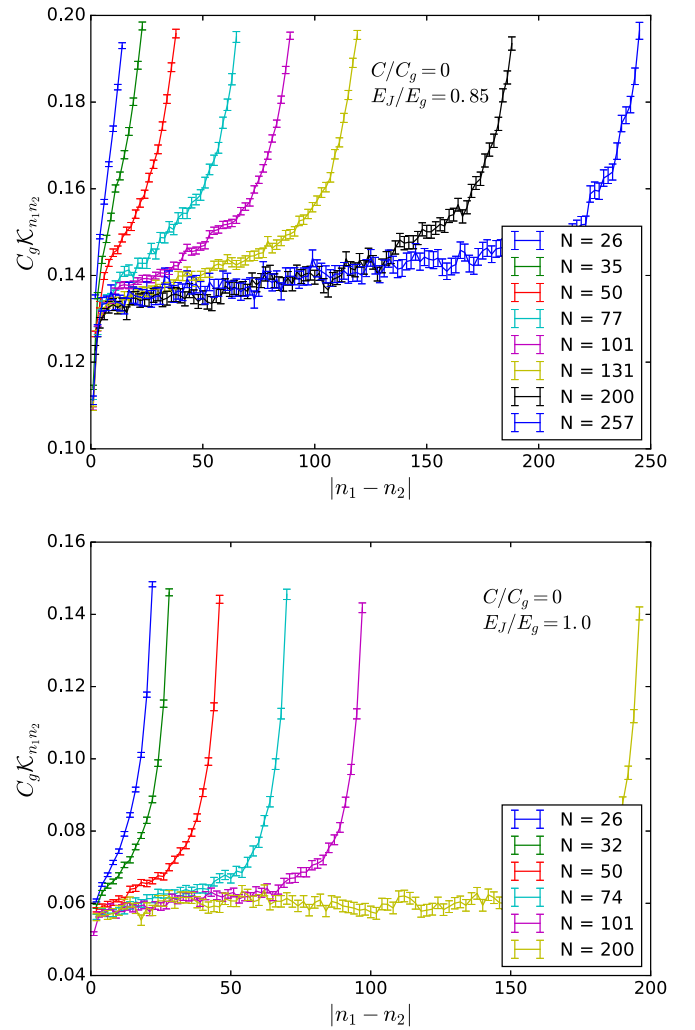 0.20
0.18
0.16
0.14
0.12
0.10
C_g K_{n_1 n_2}
C/C_g = 0
E_J/E_g = 0.85
N = 26
N = 35
N = 50
N = 77
N = 101
N = 131
N = 200
N = 257
0 50 100 150 200 250
|n_1 − n_2|
0.16
0.14
0.12
0.10
0.08
0.06
0.04
C_g K_{n_1 n_2}
C/C_g = 0
E_J/E_g = 1.0
N = 26
N = 32
N = 50
N = 74
N = 101
N = 200
0 50 100 150 200
|n_1 − n_2|